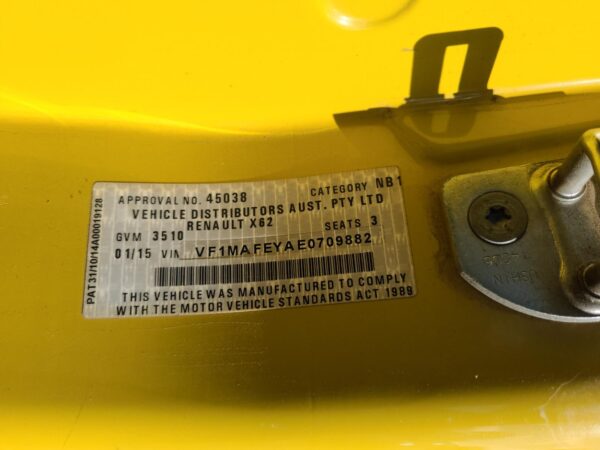 APPROVAL NO. 45038 CATEGORY NB1
VEHICLE DISTRIBUTORS AUST. PTY LTD
RENAULT X62
GVM 3510 SEATS 3
01/15 VIN VF1MAFEYAE0709882
THIS VEHICLE WAS MANUFACTURED TO COMPLY
WITH THE MOTOR VEHICLE STANDARDS ACT 1989
PAT31/10/14A00019128